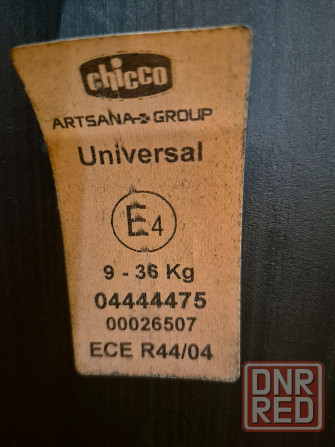 chicco
ARTSANA GROUP
Universal
E4
9 - 36 Kg
04444475
00026507
ECE R44/04
DNR
RED